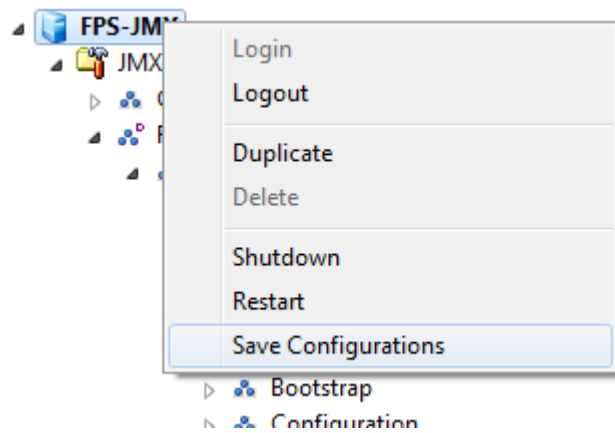 FPS-JMX
JMX
Login
Logout
Duplicate
Delete
Shutdown
Restart
Save Configurations
Bootstrap
Configuration